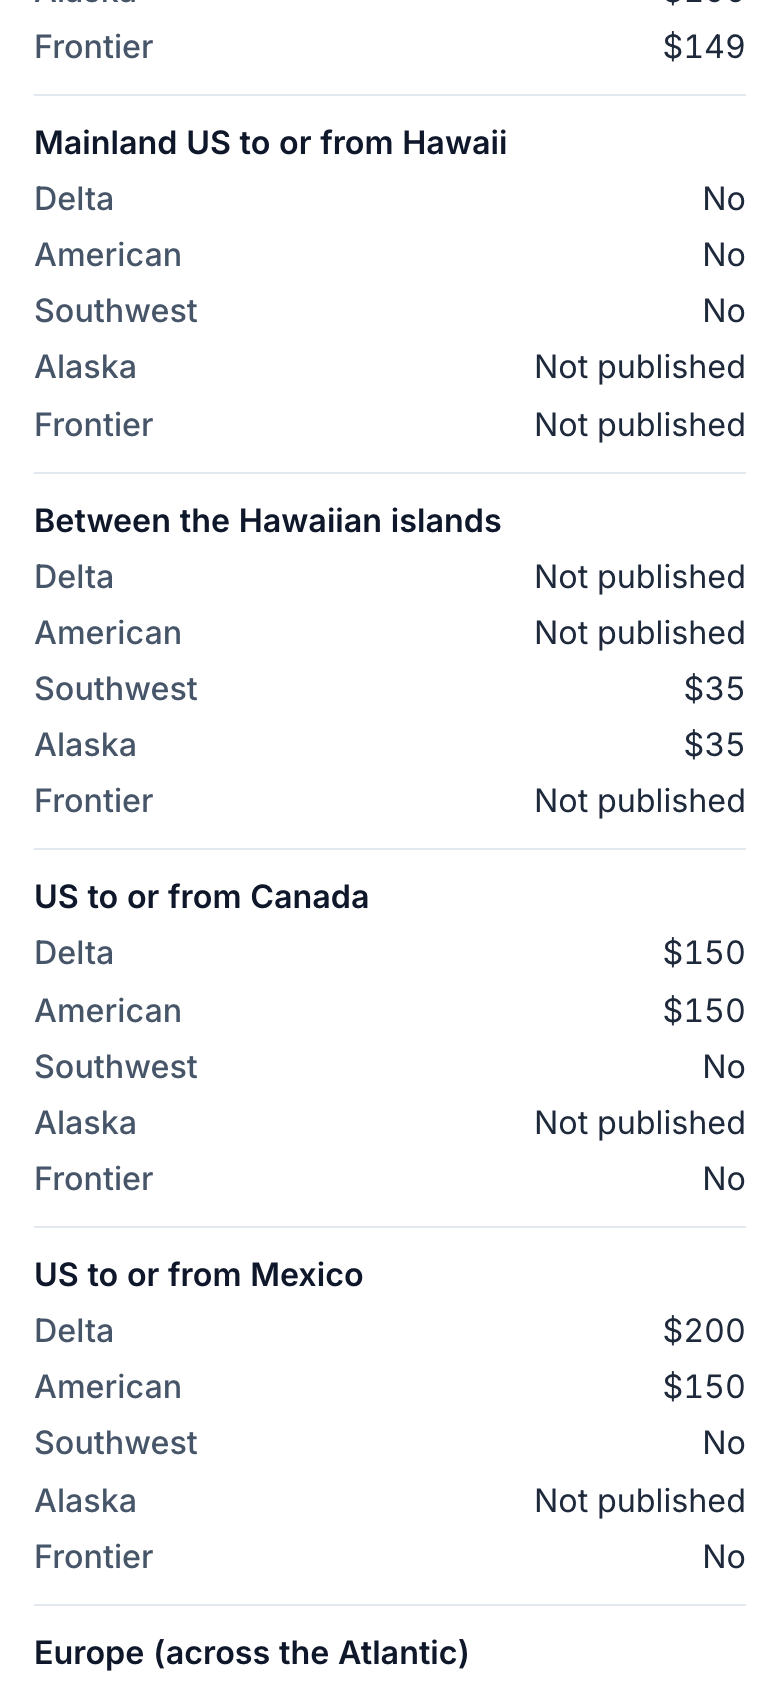 Frontier $149
Mainland US to or from Hawaii
Delta No
American No
Southwest No
Alaska Not published
Frontier Not published
Between the Hawaiian islands
Delta Not published
American Not published
Southwest $35
Alaska $35
Frontier Not published
US to or from Canada
Delta $150
American $150
Southwest No
Alaska Not published
Frontier No
US to or from Mexico
Delta $200
American $150
Southwest No
Alaska Not published
Frontier No
Europe (across the Atlantic)